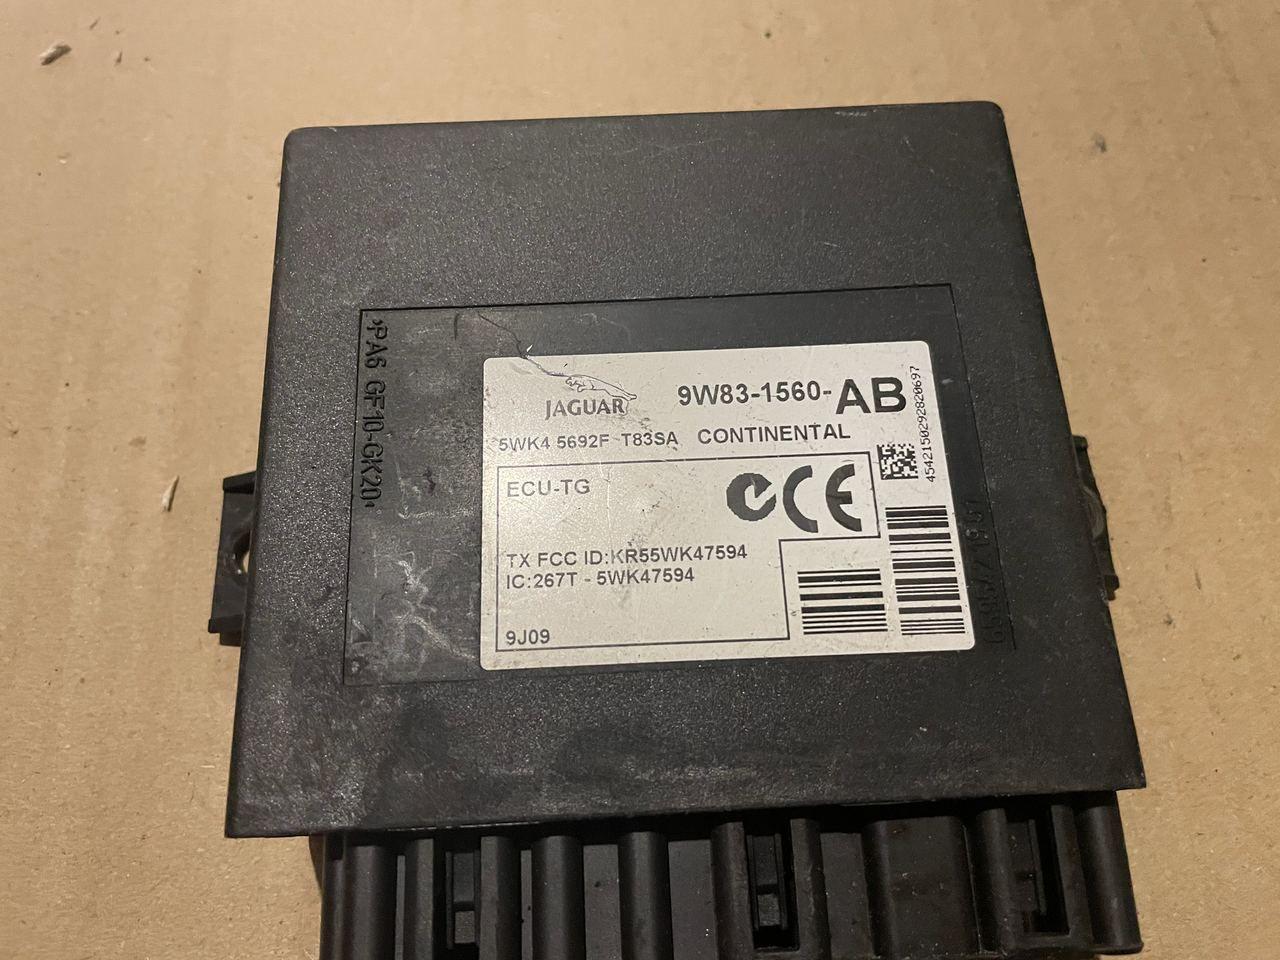 JAGUAR
9W83-1560-AB
5WK4 5692F T83SA CONTINENTAL
ECU-TG
CE
TX FCC ID:KR55WK47594
IC:267T - 5WK47594
9J09
4542150292820697
>PA6 GF10-GK20<